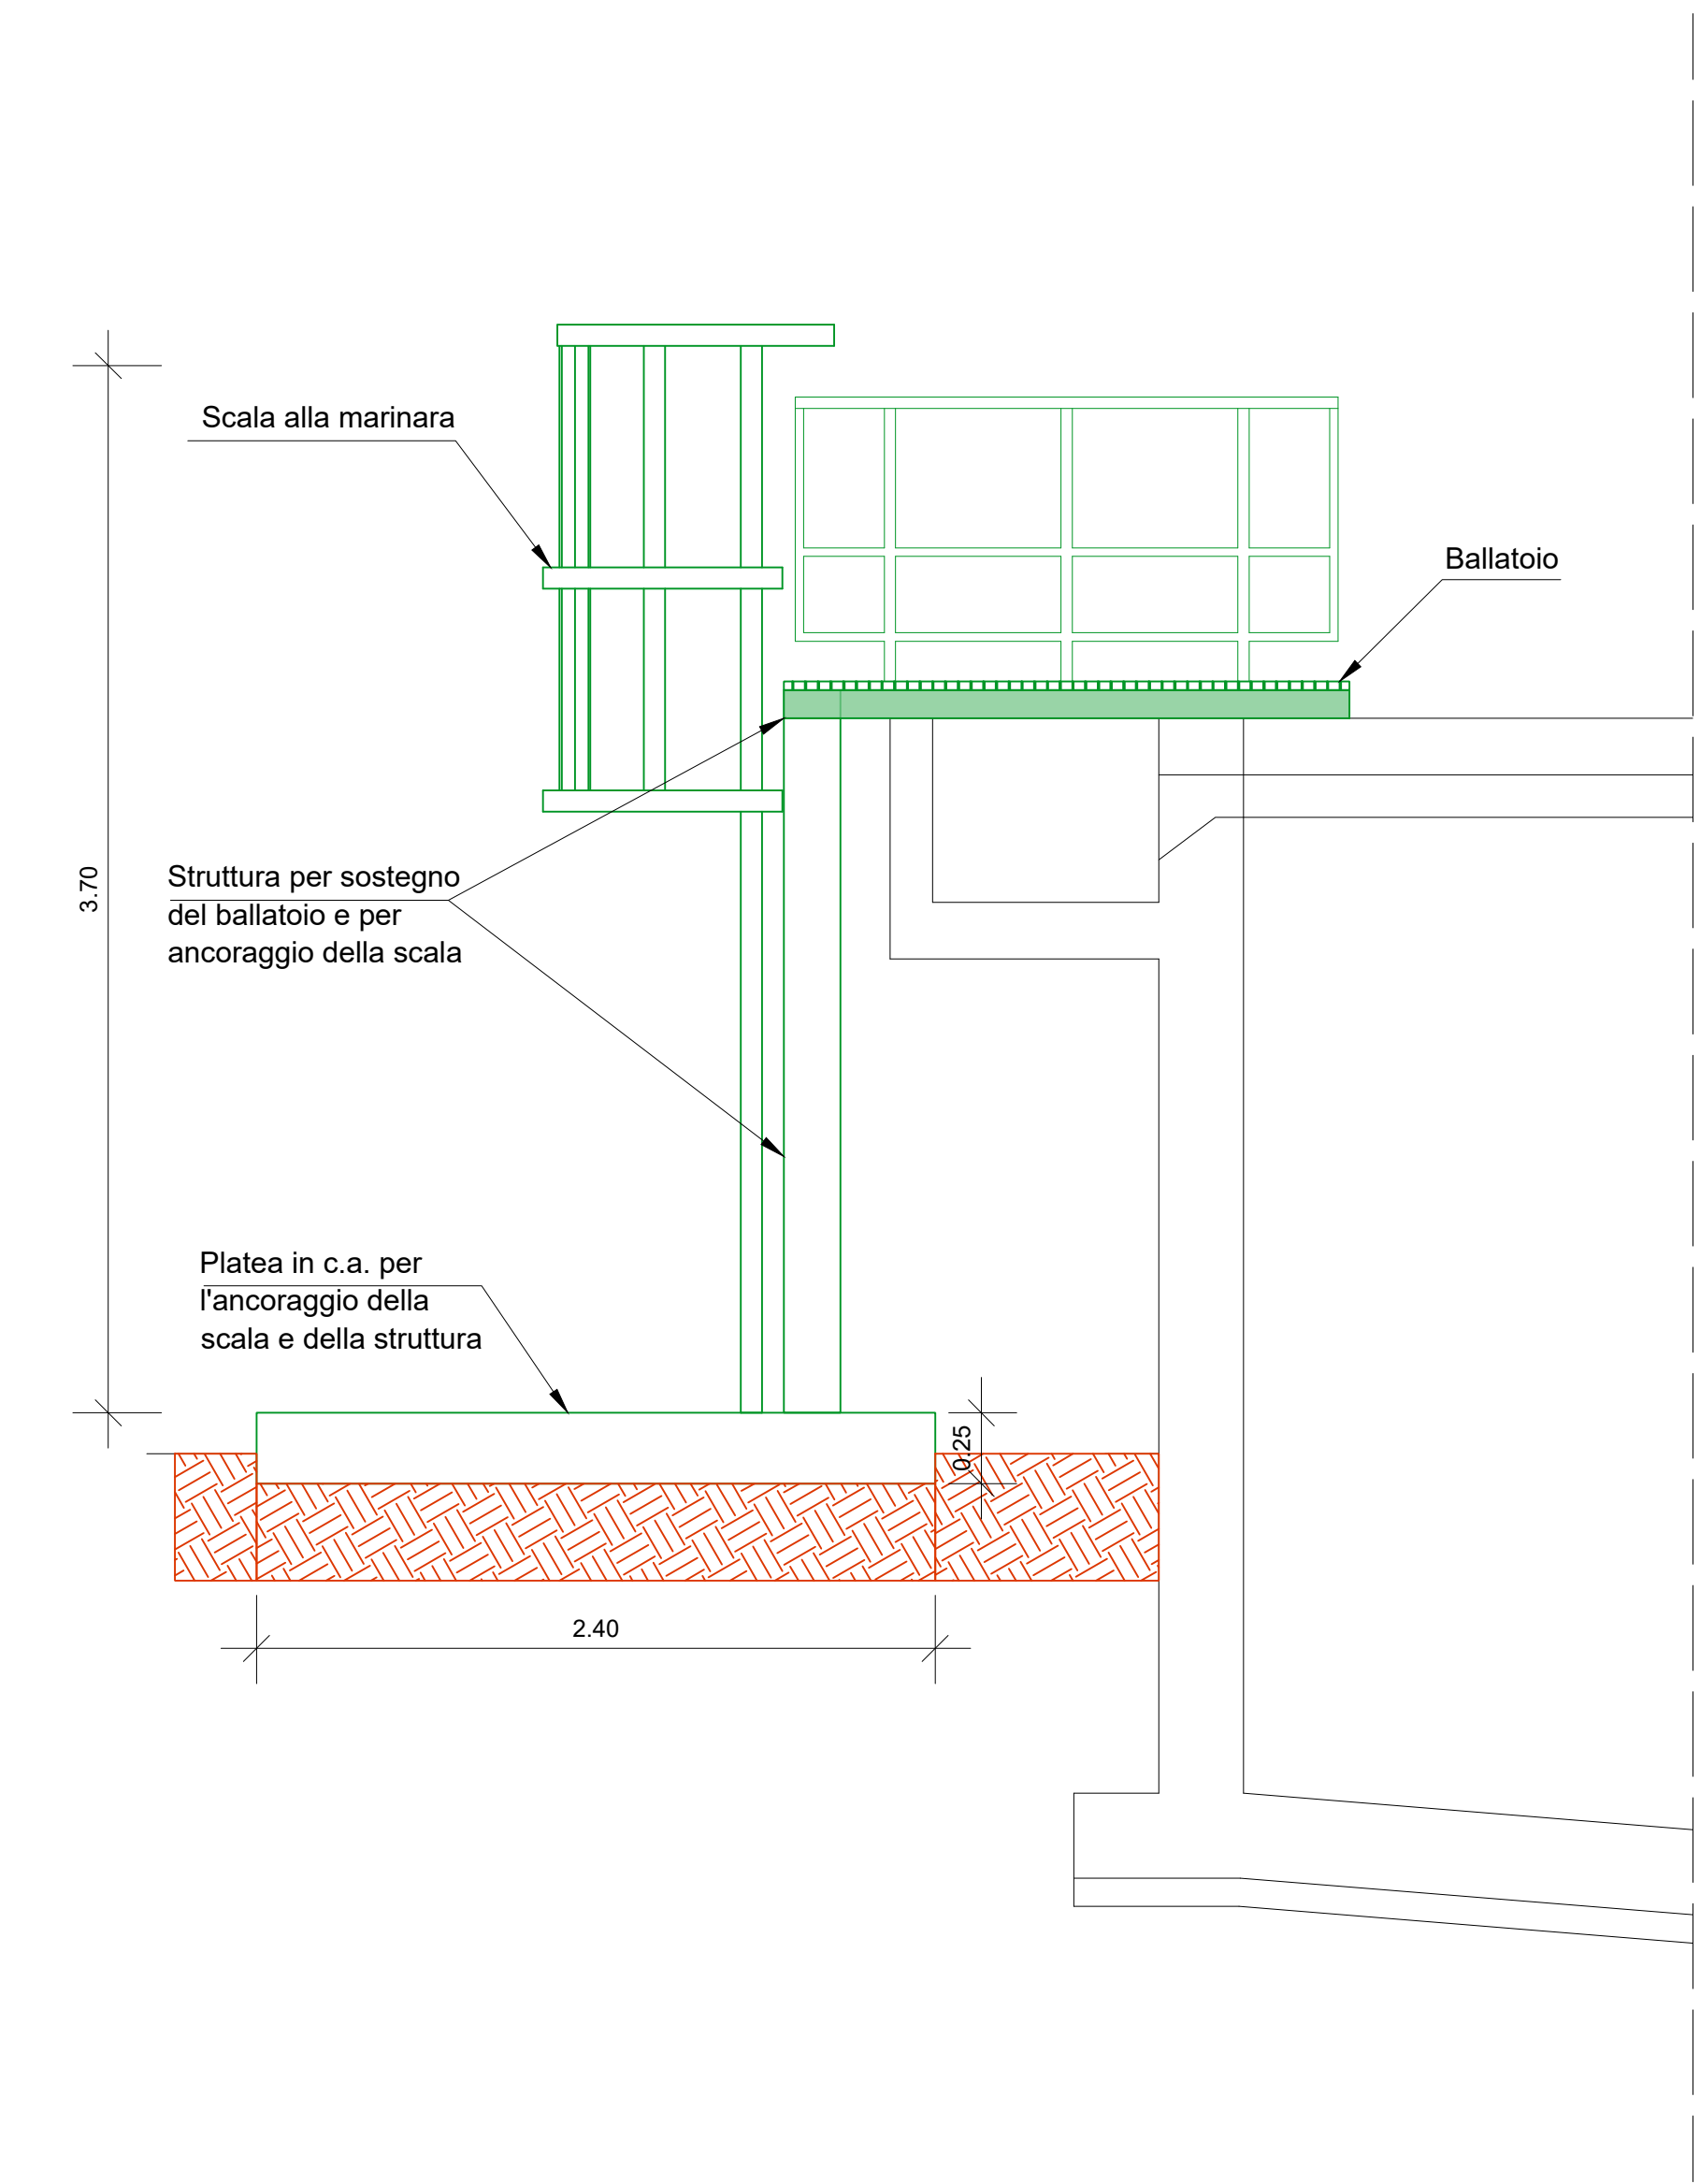 Scala alla marinara
Ballatoio
3.70
Struttura per sostegno
del ballatoio e per
ancoraggio della scala
Platea in c.a. per
l'ancoraggio della
scala e della struttura
0.25
2.40